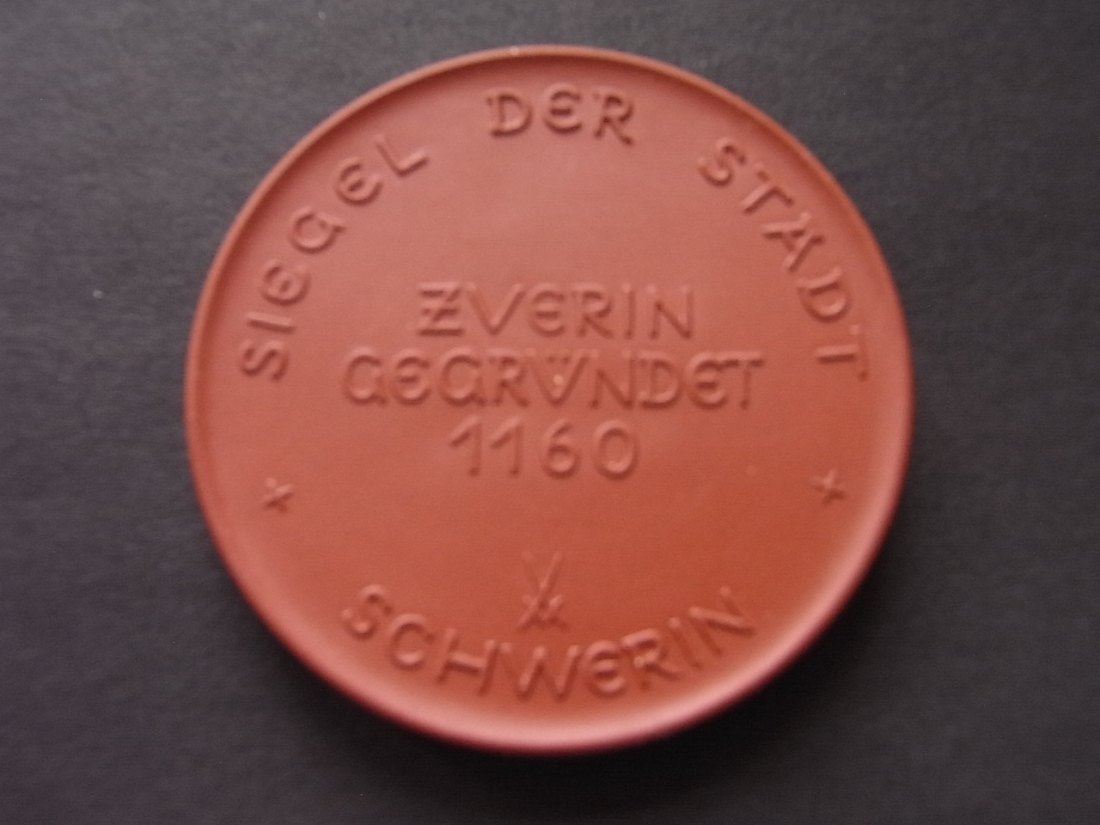 SIEGEL DER STADT
ZVERIN
GEGRÜNDET
1160
SCHWERIN